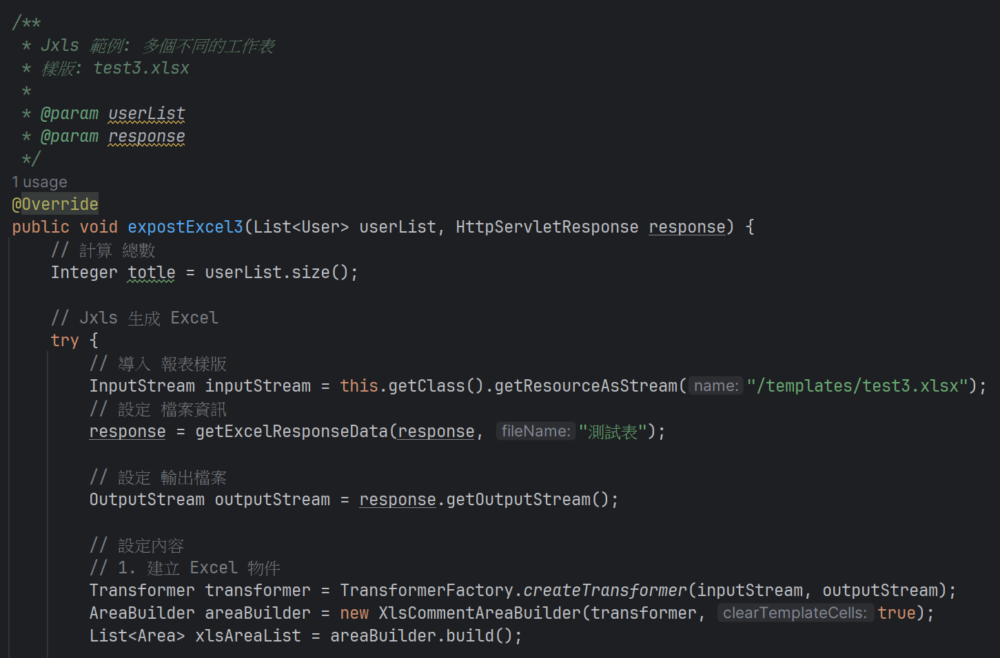 /**
 * Jxls 範例: 多個不同的工作表
 * 樣版: test3.xlsx
 *
 * @param userList
 * @param response
 */
1 usage
@Override
public void expostExcel3(List<User> userList, HttpServletResponse response) {
    // 計算 總數
    Integer totle = userList.size();

    // Jxls 生成 Excel
    try {
        // 導入 報表樣版
        InputStream inputStream = this.getClass().getResourceAsStream( name: "/templates/test3.xlsx");
        // 設定 檔案資訊
        response = getExcelResponseData(response, fileName: "測試表");

        // 設定 輸出檔案
        OutputStream outputStream = response.getOutputStream();

        // 設定內容
        // 1. 建立 Excel 物件
        Transformer transformer = TransformerFactory.createTransformer(inputStream, outputStream);
        AreaBuilder areaBuilder = new XlsCommentAreaBuilder(transformer, clearTemplateCells: true);
        List<Area> xlsAreaList = areaBuilder.build();